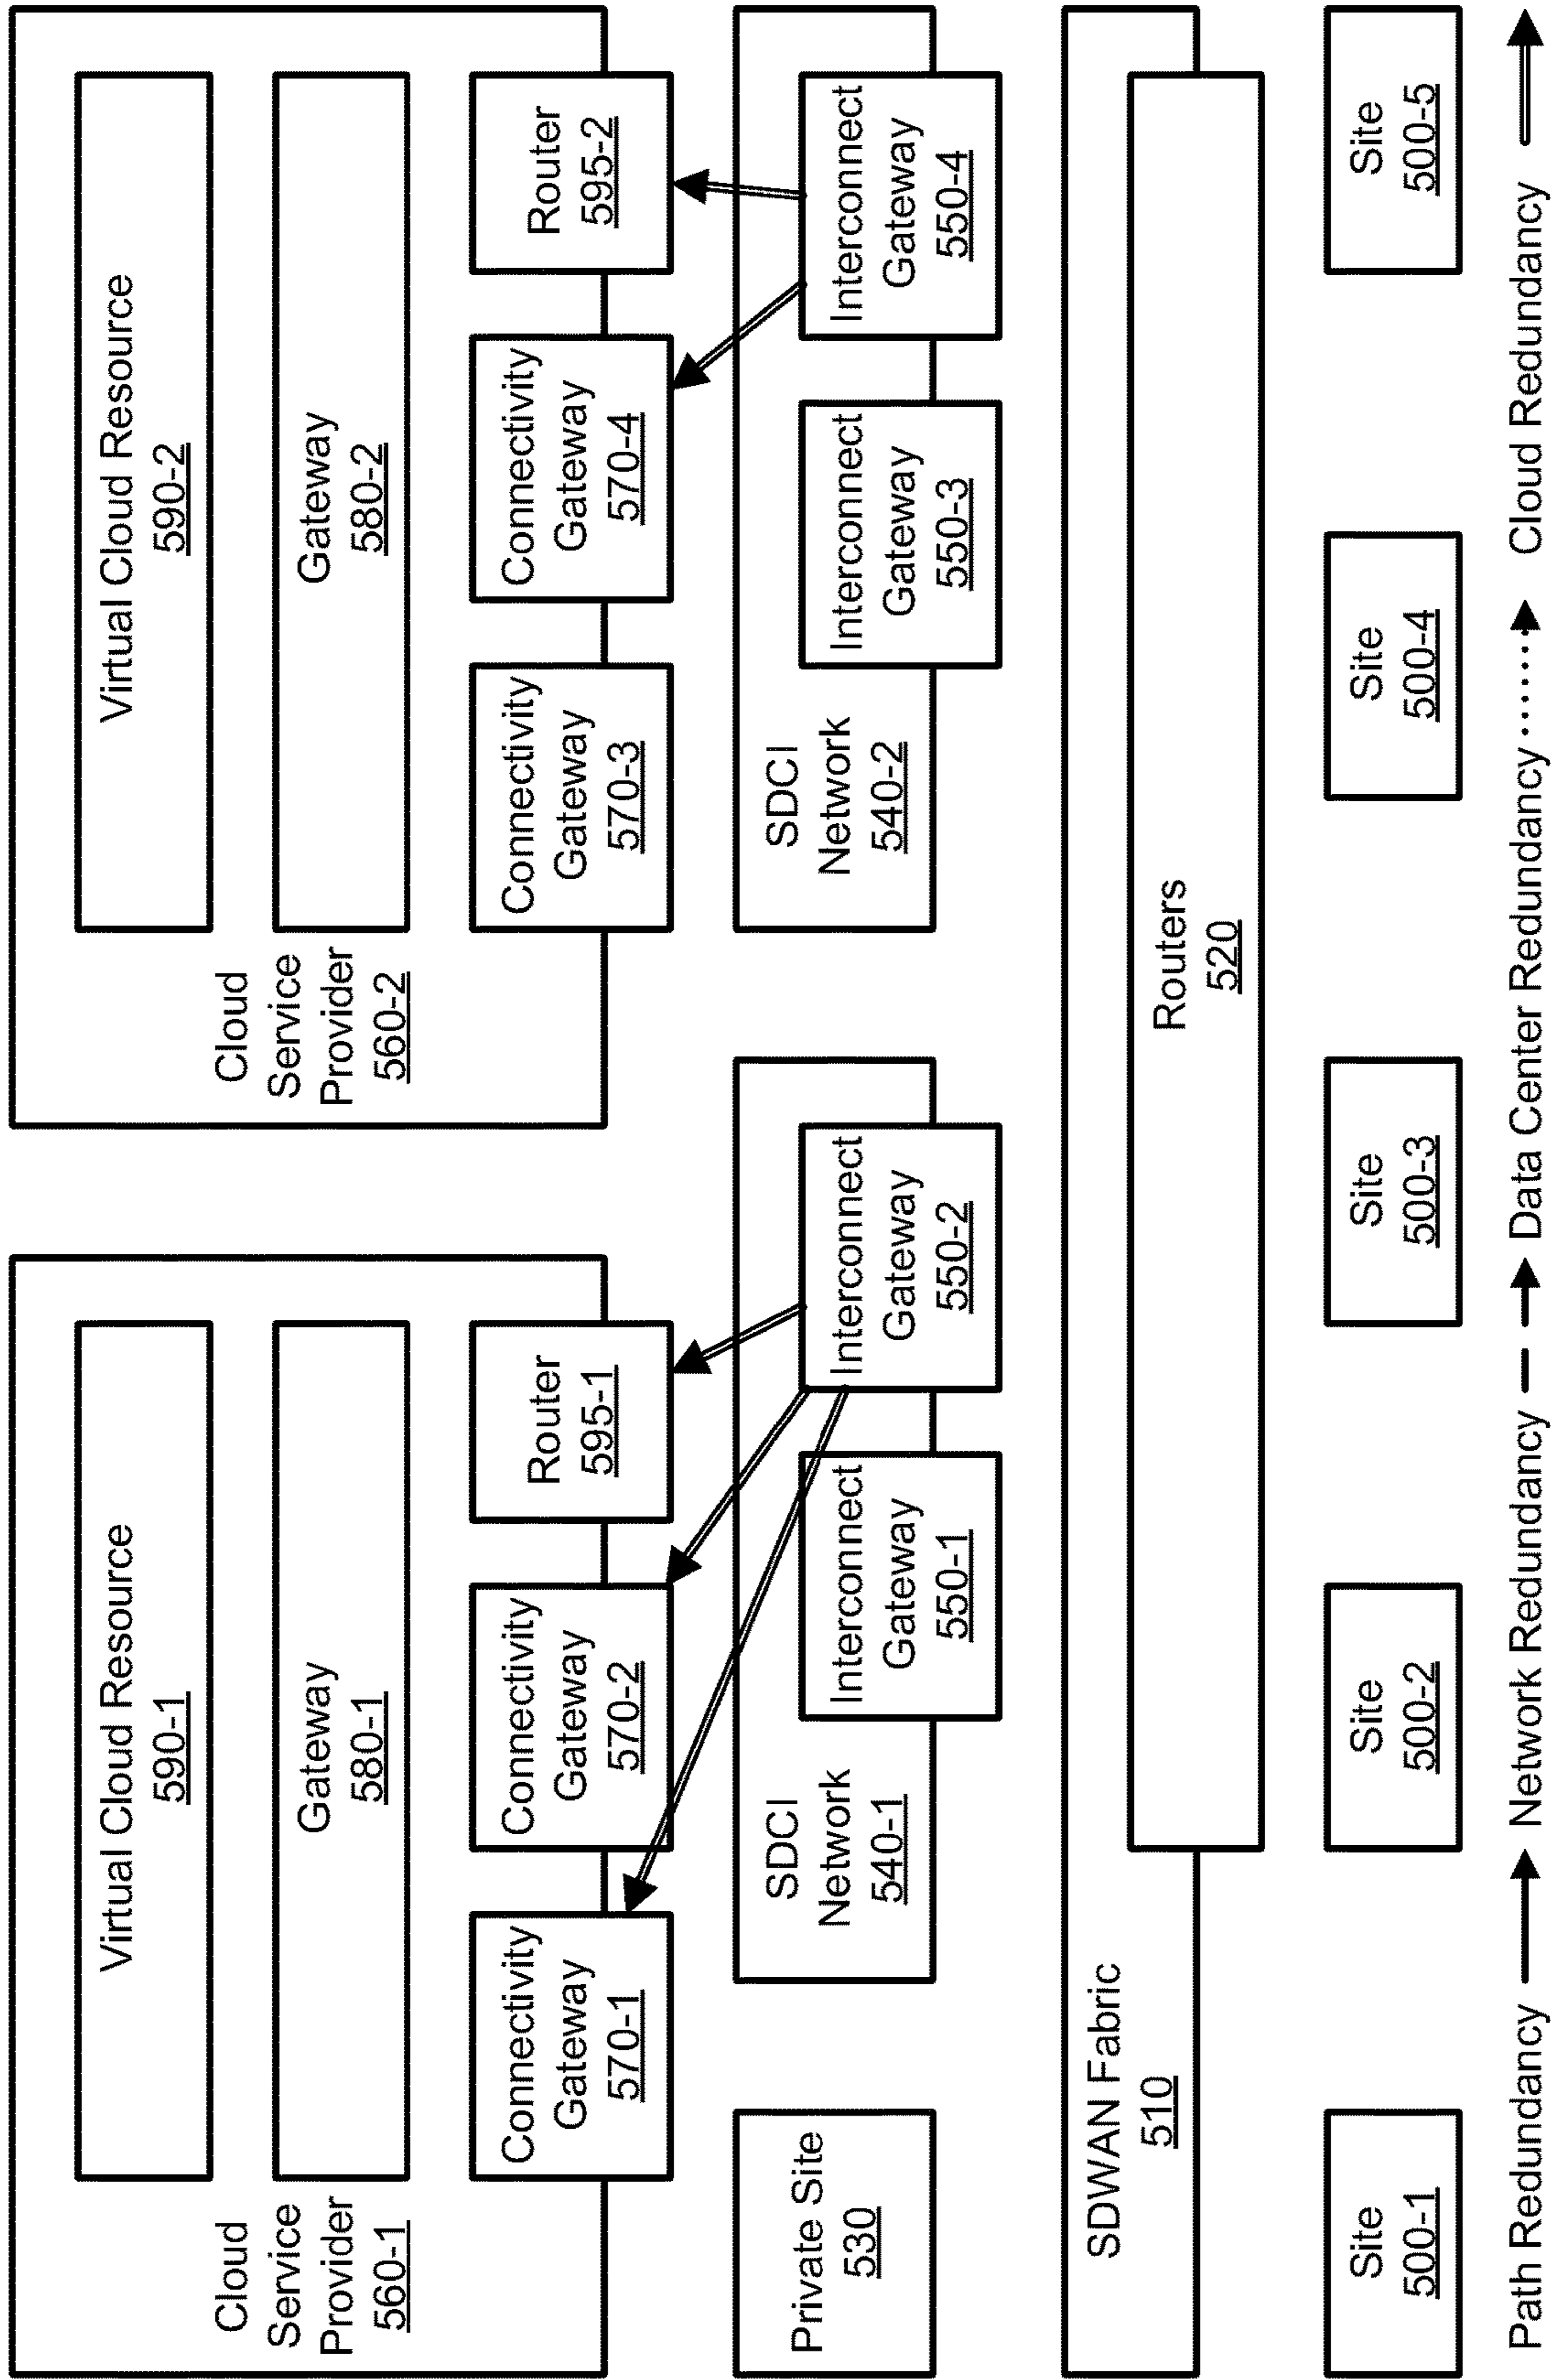 Cloud
Service
Provider
560-1
Virtual Cloud Resource
590-1
Gateway
580-1
Connectivity
Gateway
570-1
Connectivity
Gateway
570-2
Router
595-1
Cloud
Service
Provider
560-2
Virtual Cloud Resource
590-2
Gateway
580-2
Connectivity
Gateway
570-3
Connectivity
Gateway
570-4
Router
595-2
Private Site
530
SDCI
Network
540-1
Interconnect
Gateway
550-1
Interconnect
Gateway
550-2
SDCI
Network
540-2
Interconnect
Gateway
550-3
Interconnect
Gateway
550-4
SDWAN Fabric
510
Routers
520
Site
500-1
Site
500-2
Site
500-3
Site
500-4
Site
500-5
Path Redundancy
Network Redundancy
Data Center Redundancy
Cloud Redundancy